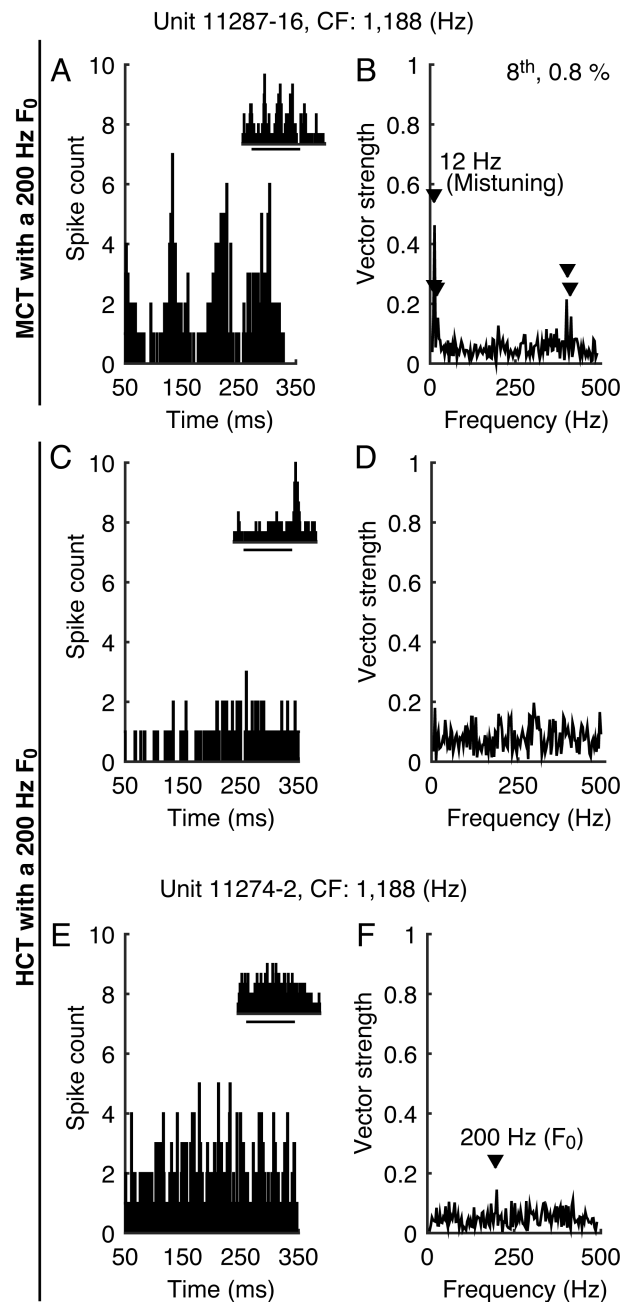 Unit 11287-16, CF: 1,188 (Hz)
MCT with a 200 Hz F0
A
Spike count
10
8
6
4
2
0
50 150 250 350
Time (ms)
B
8th, 0.8 %
Vector strength
1
0.8
0.6
0.4
0.2
0
12 Hz
(Mistuning)
0 250 500
Frequency (Hz)
HCT with a 200 Hz F0
C
Spike count
10
8
6
4
2
0
50 150 250 350
Time (ms)
D
Vector strength
1
0.8
0.6
0.4
0.2
0
0 250 500
Frequency (Hz)
Unit 11274-2, CF: 1,188 (Hz)
E
Spike count
10
8
6
4
2
0
50 150 250 350
Time (ms)
F
Vector strength
1
0.8
0.6
0.4
0.2
0
200 Hz (F0)
0 250 500
Frequency (Hz)